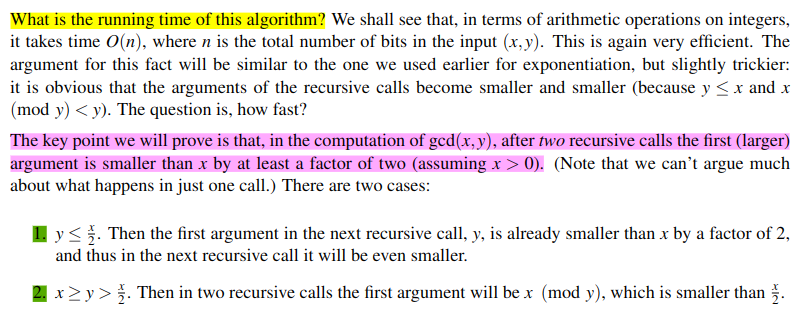 What is the running time of this algorithm? We shall see that, in terms of arithmetic operations on integers,
it takes time O(n), where n is the total number of bits in the input (x,y). This is again very efficient. The
argument for this fact will be similar to the one we used earlier for exponentiation, but slightly trickier:
it is obvious that the arguments of the recursive calls become smaller and smaller (because y ≤ x and x
(mod y) < y). The question is, how fast?
The key point we will prove is that, in the computation of gcd(x,y), after two recursive calls the first (larger)
argument is smaller than x by at least a factor of two (assuming x > 0). (Note that we can't argue much
about what happens in just one call.) There are two cases:
1. y ≤ x/2. Then the first argument in the next recursive call, y, is already smaller than x by a factor of 2,
and thus in the next recursive call it will be even smaller.
2. x ≥ y > x/2. Then in two recursive calls the first argument will be x (mod y), which is smaller than x/2.